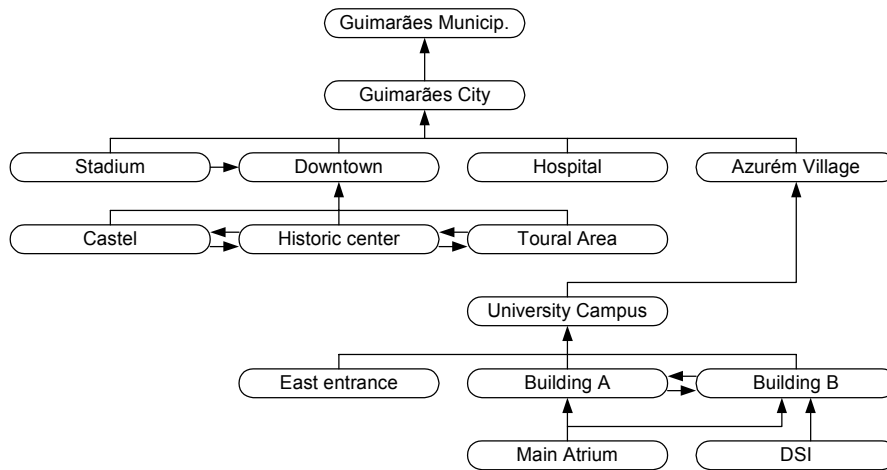 Guimarães Municip.
Guimarães City
Stadium
Downtown
Hospital
Azurém Village
Castel
Historic center
Toural Area
University Campus
East entrance
Building A
Building B
Main Atrium
DSI